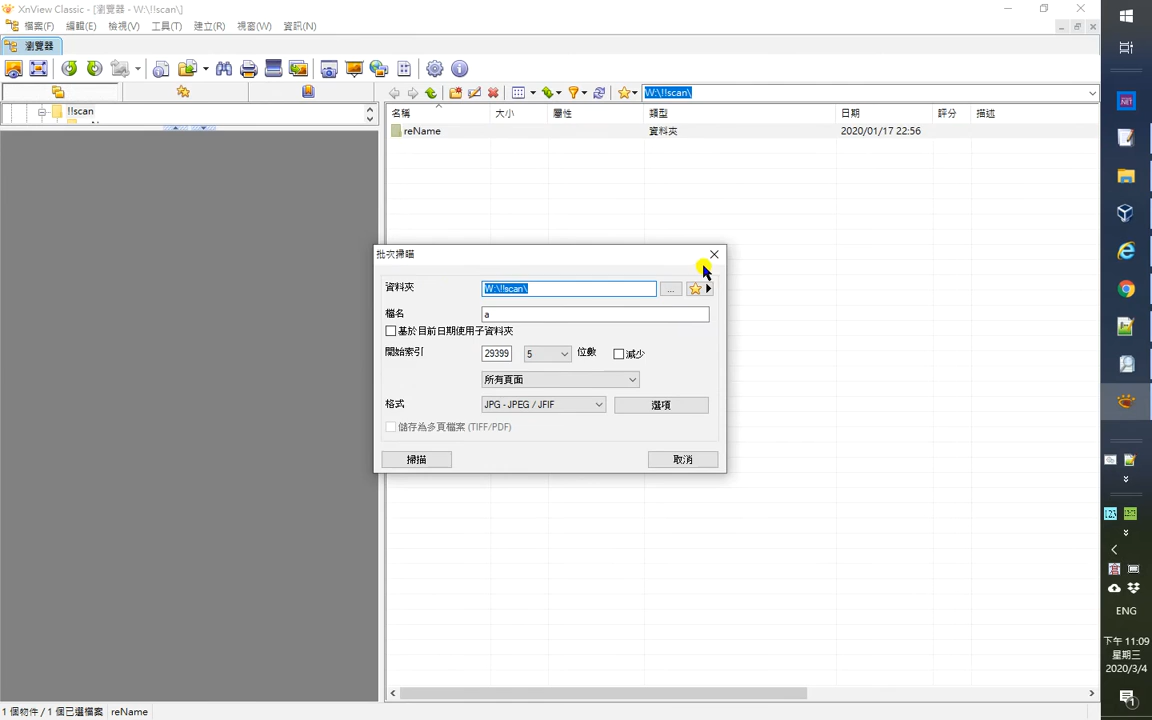 XnView Classic - [瀏覽器 - W:\!!scan\]
檔案(F) 編輯(E) 檢視(V) 工具(T) 建立(R) 視窗(W) 資訊(N)
瀏覽器
W:\!!scan\
!!scan
名稱 大小 屬性 類型 日期 評分 描述
reName 資料夾 2020/01/17 22:56
批次掃瞄
資料夾 W:\!!scan\ ...
檔名 a
基於目前日期使用子資料夾
開始索引 29399 5 位數 減少
所有頁面
格式 JPG - JPEG / JFIF 選項
儲存為多頁檔案 (TIFF/PDF)
掃描 取消
.NET
123
ENG
下午 11:09
星期三
2020/3/4
1
1 個物件 / 1 個已選檔案 reName